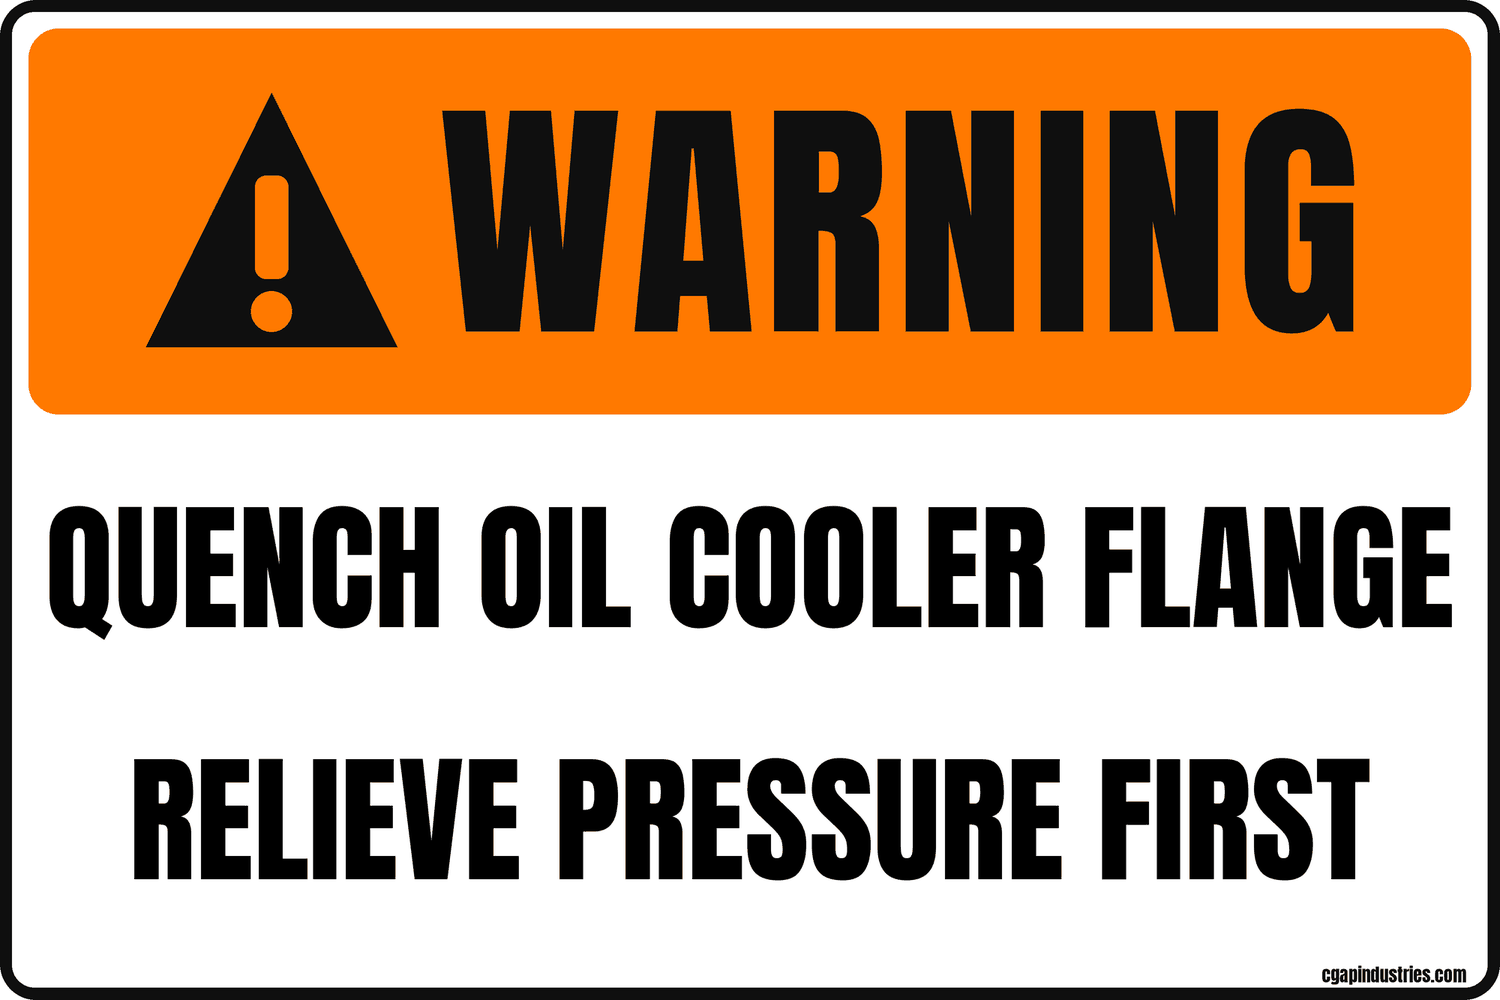 WARNING
QUENCH OIL COOLER FLANGE
RELIEVE PRESSURE FIRST
cgapindustries.com